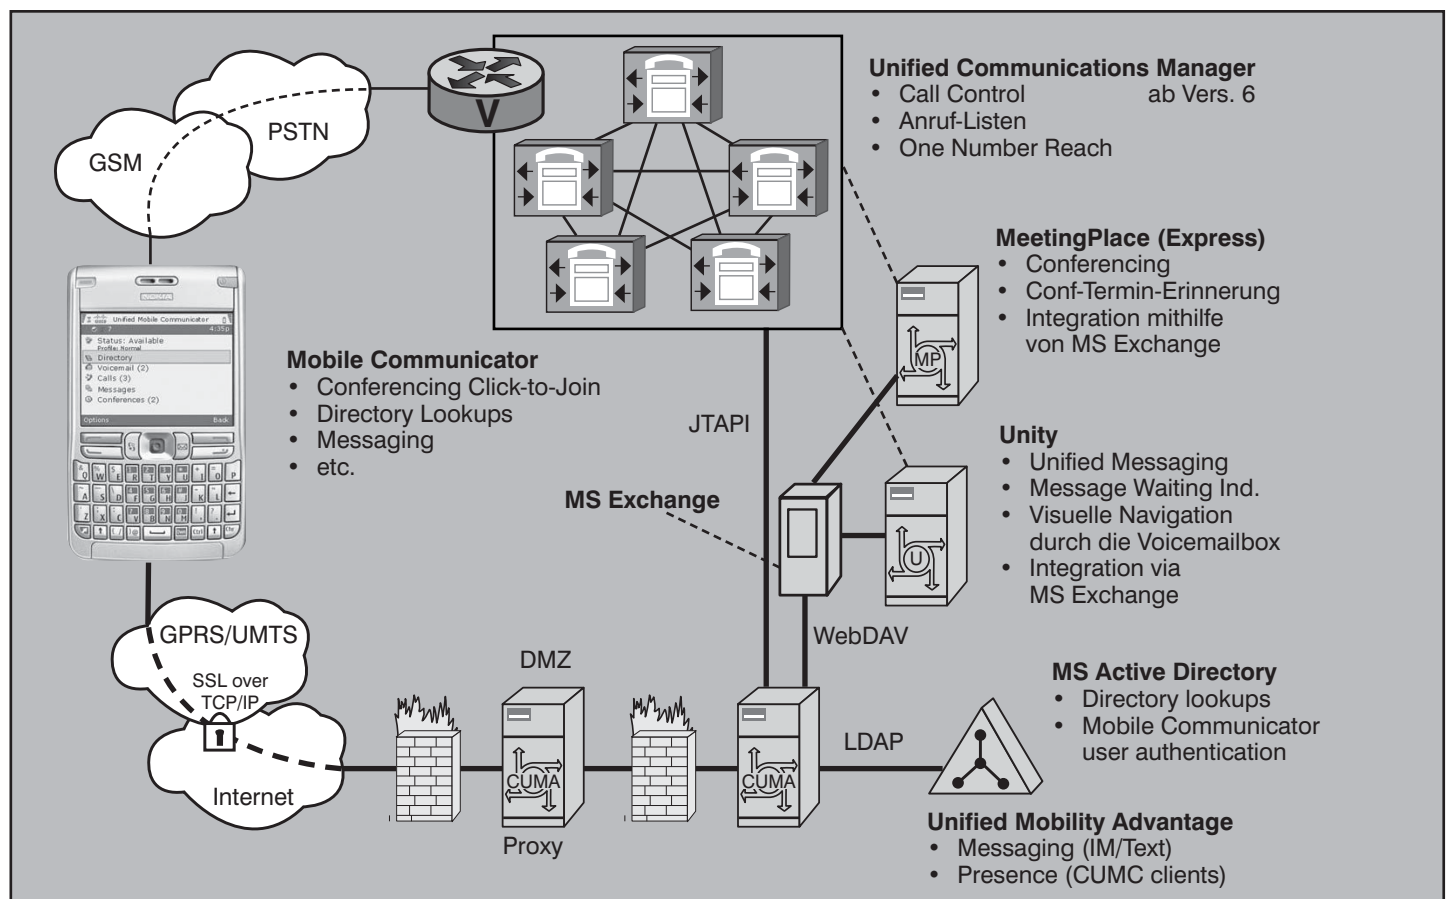 Unified Communications Manager
• Call Control ab Vers. 6
• Anruf-Listen
• One Number Reach
PSTN
GSM
V
MeetingPlace (Express)
• Conferencing
• Conf-Termin-Erinnerung
• Integration mithilfe
von MS Exchange
MP
Unified Mobile Communicator
4:35p
Status: Available
Profile: Normal
Directory
Voicemail (2)
Calls (3)
Messages
Conferences (2)
Options Back
Mobile Communicator
• Conferencing Click-to-Join
• Directory Lookups
• Messaging
• etc.
JTAPI
MS Exchange
Unity
• Unified Messaging
• Message Waiting Ind.
• Visuelle Navigation
durch die Voicemailbox
• Integration via
MS Exchange
U
WebDAV
GPRS/UMTS
SSL over
TCP/IP
Internet
DMZ
CUMA
Proxy
CUMA
LDAP
MS Active Directory
• Directory lookups
• Mobile Communicator
user authentication
Unified Mobility Advantage
• Messaging (IM/Text)
• Presence (CUMC clients)